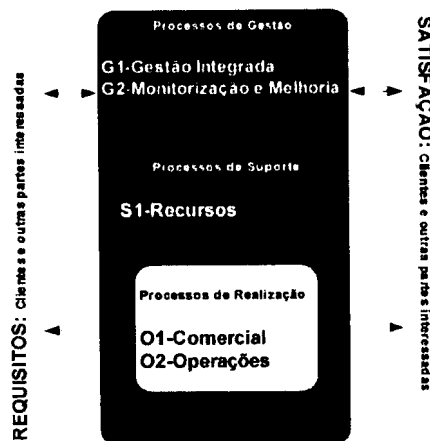 REQUISITOS: Clientes e outras partes interessadas
Processos de Gestão
G1-Gestão Integrada
G2-Monitorização e Melhoria
Processos de Suporte
S1-Recursos
Processos de Realização
O1-Comercial
O2-Operações
SATISFAÇÃO: Clientes e outras partes interessadas